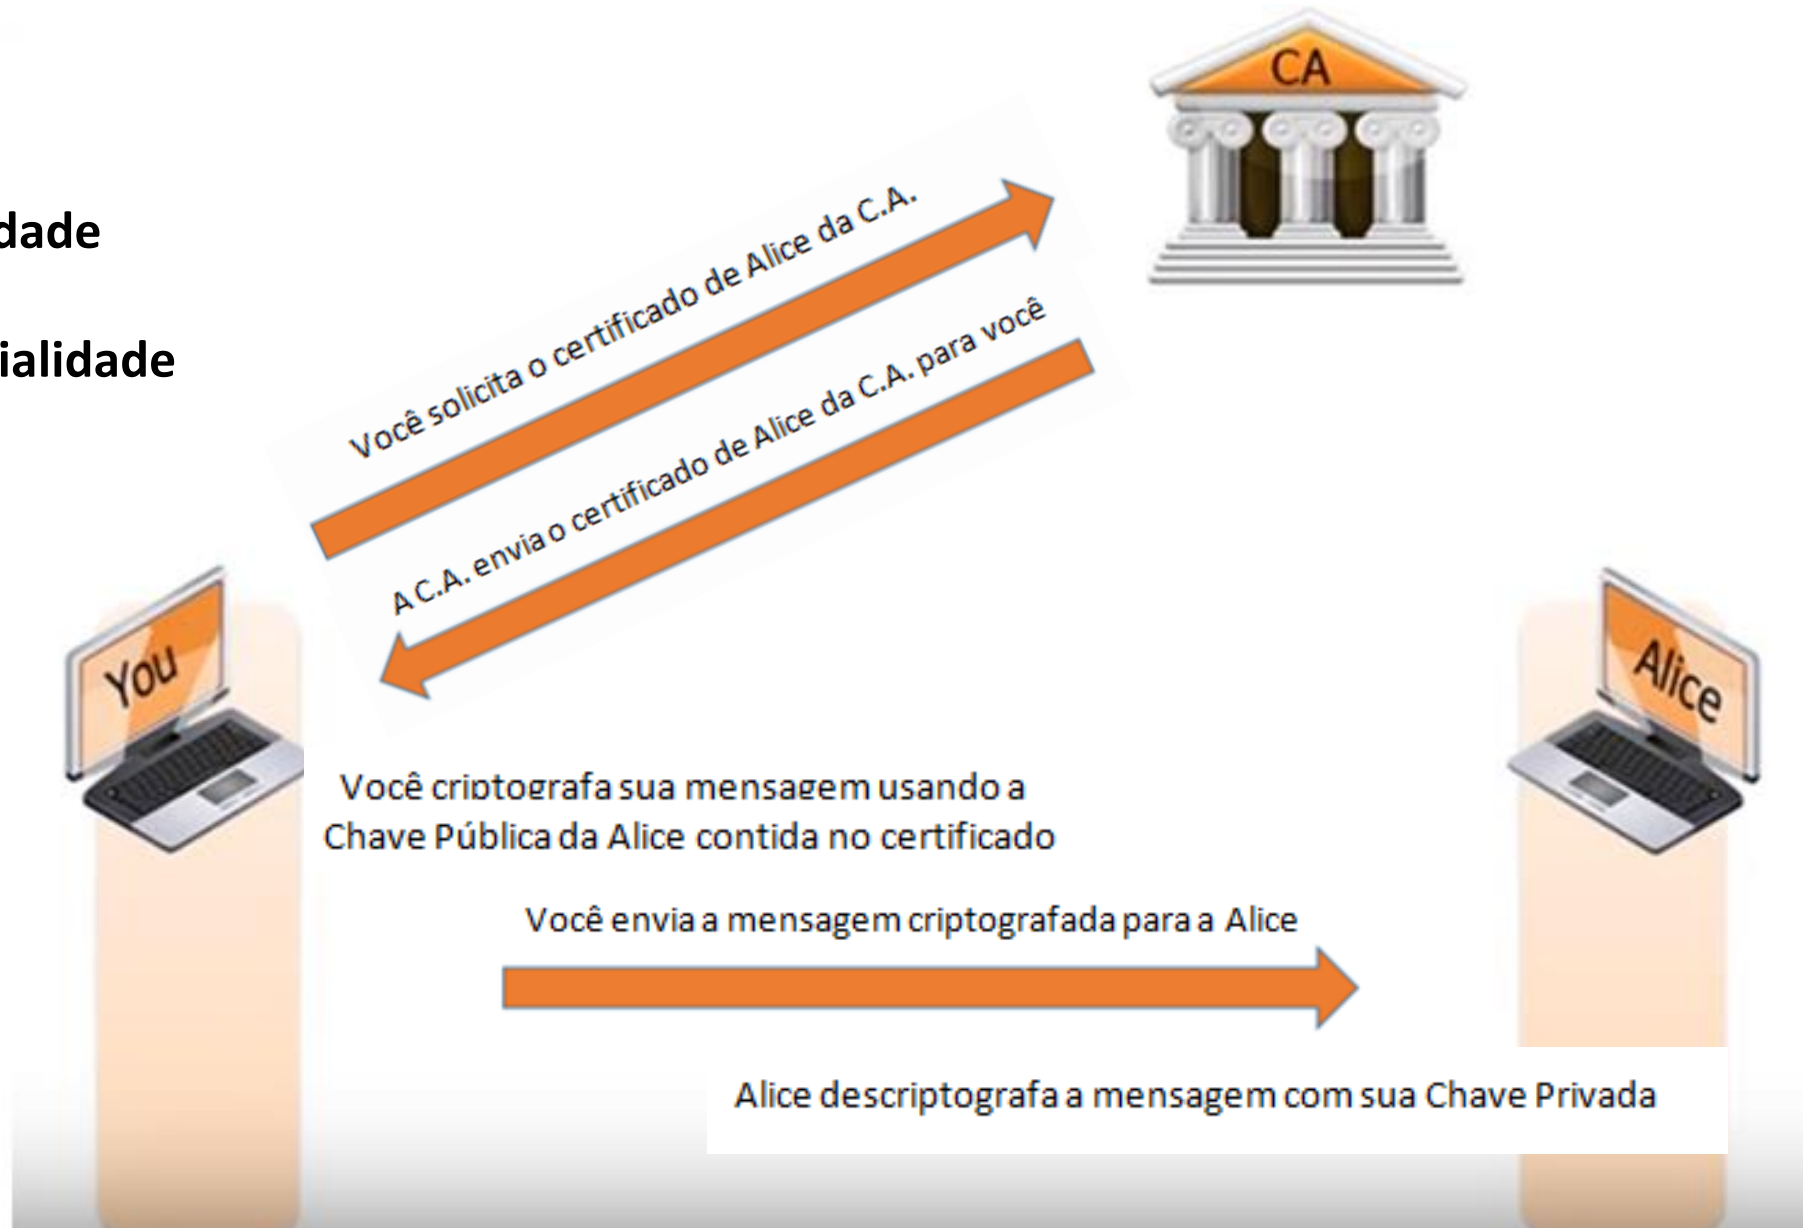 CA
dade
ialidade
Você solicita o certificado de Alice da C.A.
A C.A. envia o certificado de Alice da C.A. para você
You
Alice
Você criptografa sua mensagem usando a
Chave Pública da Alice contida no certificado
Você envia a mensagem criptografada para a Alice
Alice descriptografa a mensagem com sua Chave Privada